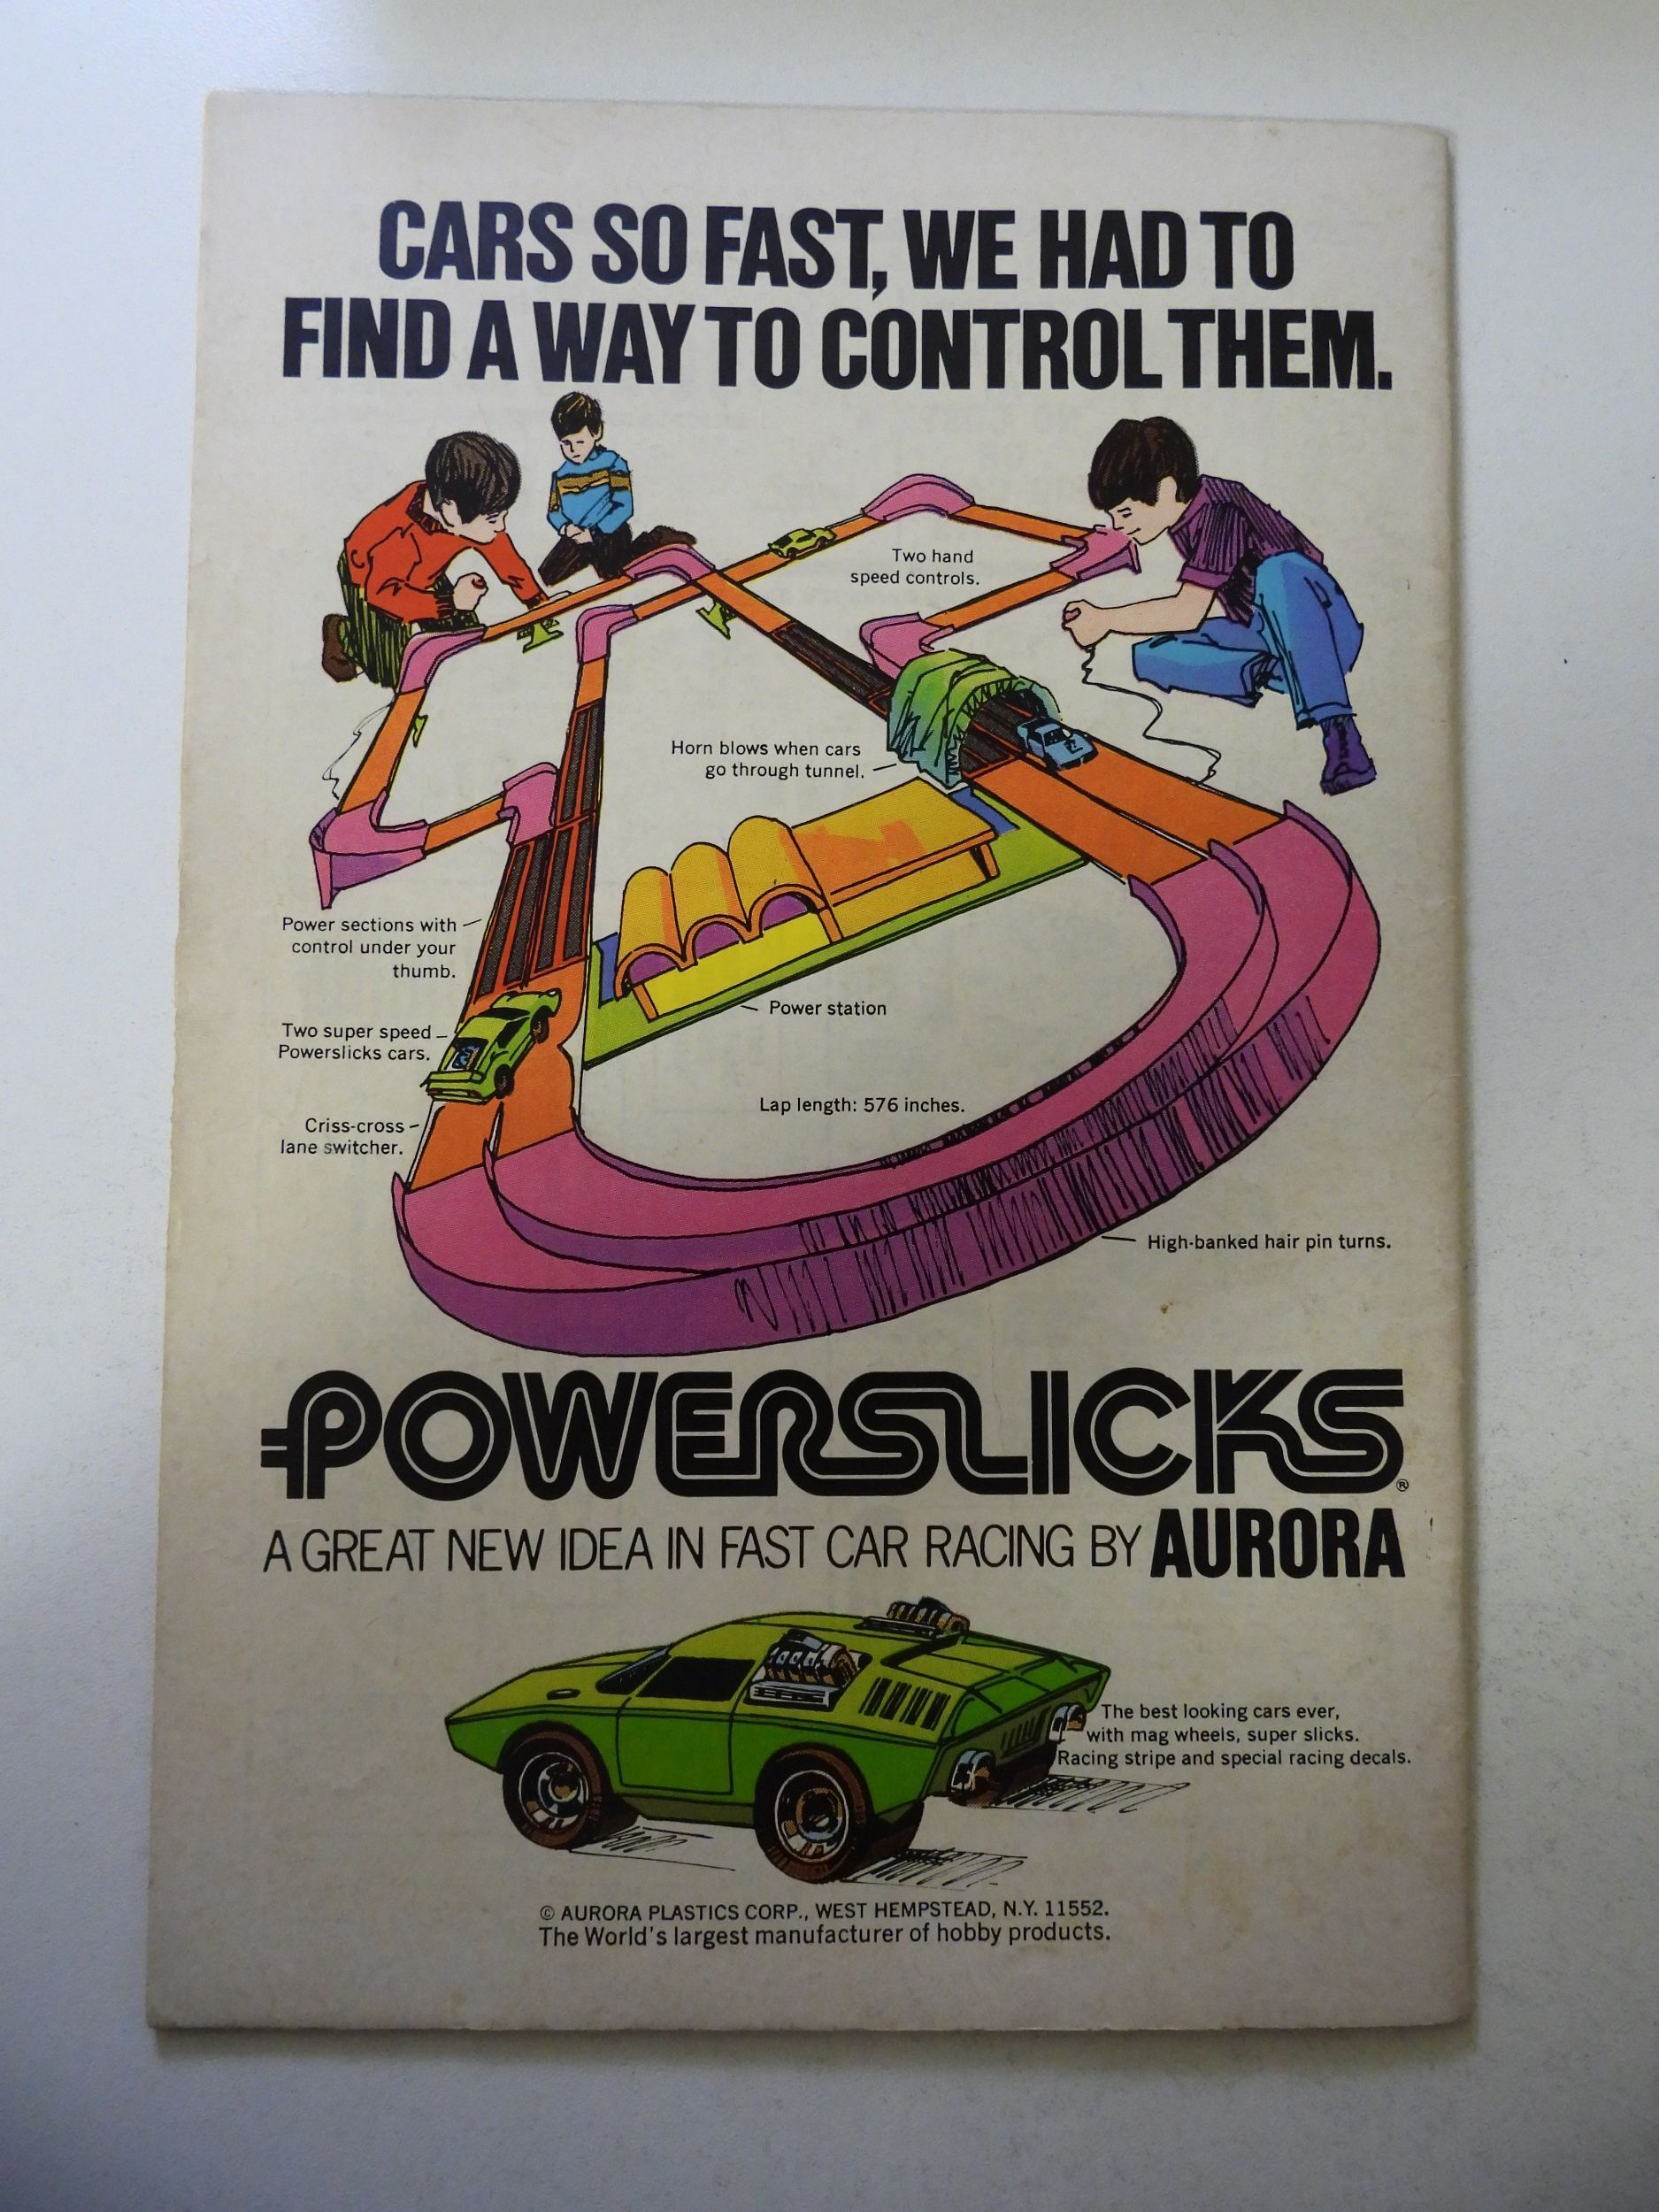 CARS SO FAST, WE HAD TO
FIND A WAY TO CONTROL THEM.
Two hand
speed controls.
Horn blows when cars
go through tunnel.
Power sections with
control under your
thumb.
Power station
Two super speed
Powerslicks cars.
Lap length: 576 inches.
Criss-cross
lane switcher.
High-banked hair pin turns.
POWERSLICKS®
A GREAT NEW IDEA IN FAST CAR RACING BY AURORA
The best looking cars ever,
with mag wheels, super slicks.
Racing stripe and special racing decals.
© AURORA PLASTICS CORP., WEST HEMPSTEAD, N.Y. 11552.
The World's largest manufacturer of hobby products.